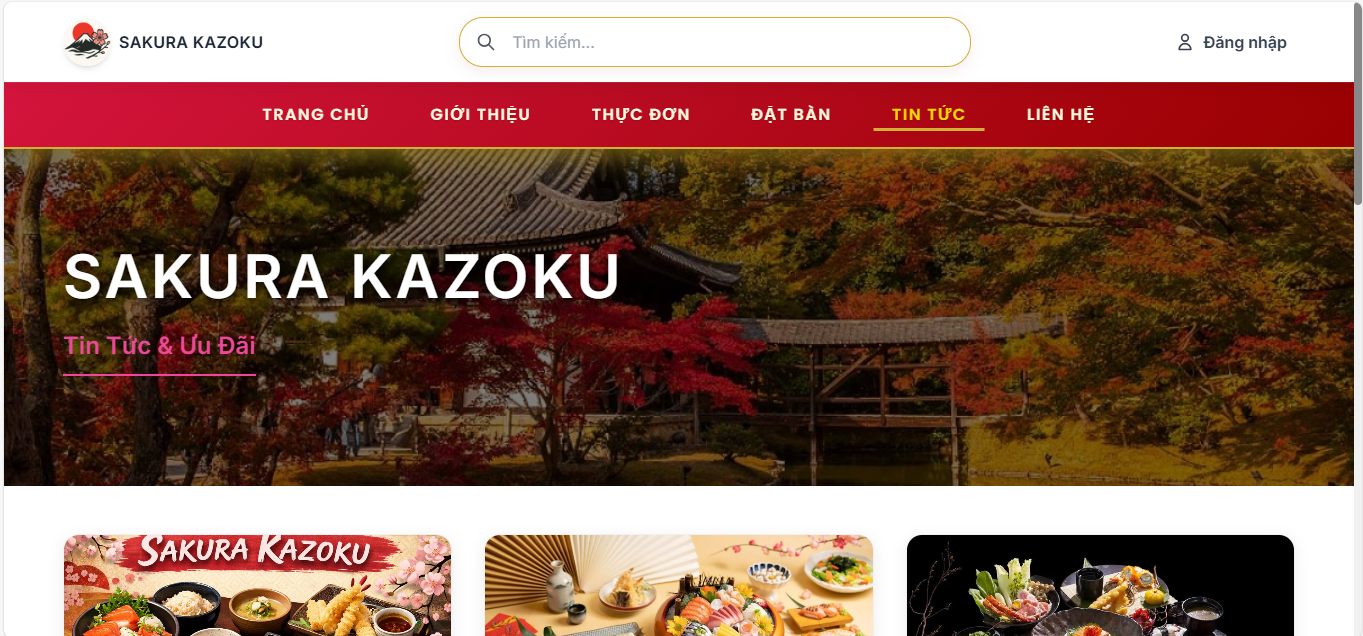 SAKURA KAZOKU
Tìm kiếm...
Đăng nhập
TRANG CHỦ
GIỚI THIỆU
THỰC ĐƠN
ĐẶT BÀN
TIN TỨC
LIÊN HỆ
SAKURA KAZOKU
Tin Tức & Ưu Đãi
SAKURA KAZOKU